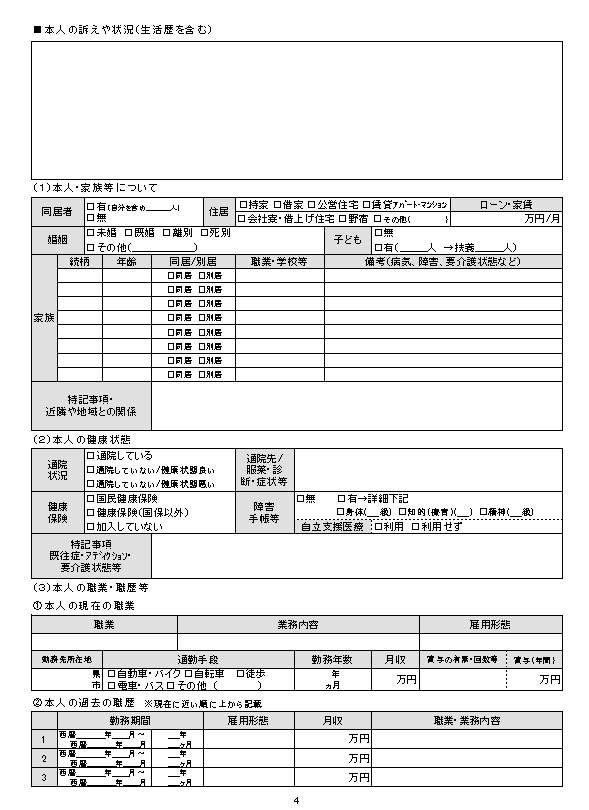 ■本人の訴えや状況(生活歴を含む)
(1)本人・家族等について
同居者 □有(自分を含め______人) □無 住居 □持家 □借家 □公営住宅 □賃貸アパート・マンション □会社寮・借上げ住宅 □野宿 □その他( ) ローン・家賃 万円/月
婚姻 □未婚 □既婚 □離別 □死別 □その他(__________) 子ども □無 □有(_____人 →扶養_____人)
家族 続柄 年齢 同居/別居 職業・学校等 備考(病気、障害、要介護状態など)
□同居 □別居
□同居 □別居
□同居 □別居
□同居 □別居
□同居 □別居
□同居 □別居
□同居 □別居
□同居 □別居
特記事項・
近隣や地域との関係
(2)本人の健康状態
通院
状況
□通院している
□通院していない/健康状態良い
□通院していない/健康状態悪い
通院先/
服薬・診
断・症状等
健康
保険
□国民健康保険
□健康保険(国保以外)
□加入していない
障害
手帳等
□無 □有→詳細下記
□身体(___級) □知的(療育)(___) □精神(___級)
自立支援医療 □利用 □利用せず
特記事項
既往症・アディクション・
要介護状態等
(3)本人の職業・職歴等
①本人の現在の職業
職業 業務内容 雇用形態
勤務先所在地 通勤手段 勤務年数 月収 賞与の有無・回数等 賞与(年間)
県 □自動車・バイク □自転車 □徒歩 年
市 □電車・バス □その他 ( ) ヵ月 万円 万円
②本人の過去の職歴 ※現在に近い順に上から記載
勤務期間 雇用形態 月収 職業・業務内容
1 西暦______年____月~ ___年
西暦______年____月 ___ヶ月 万円
2 西暦______年____月~ ___年
西暦______年____月 ___ヶ月 万円
3 西暦______年____月~ ___年
西暦______年____月 ___ヶ月 万円
4